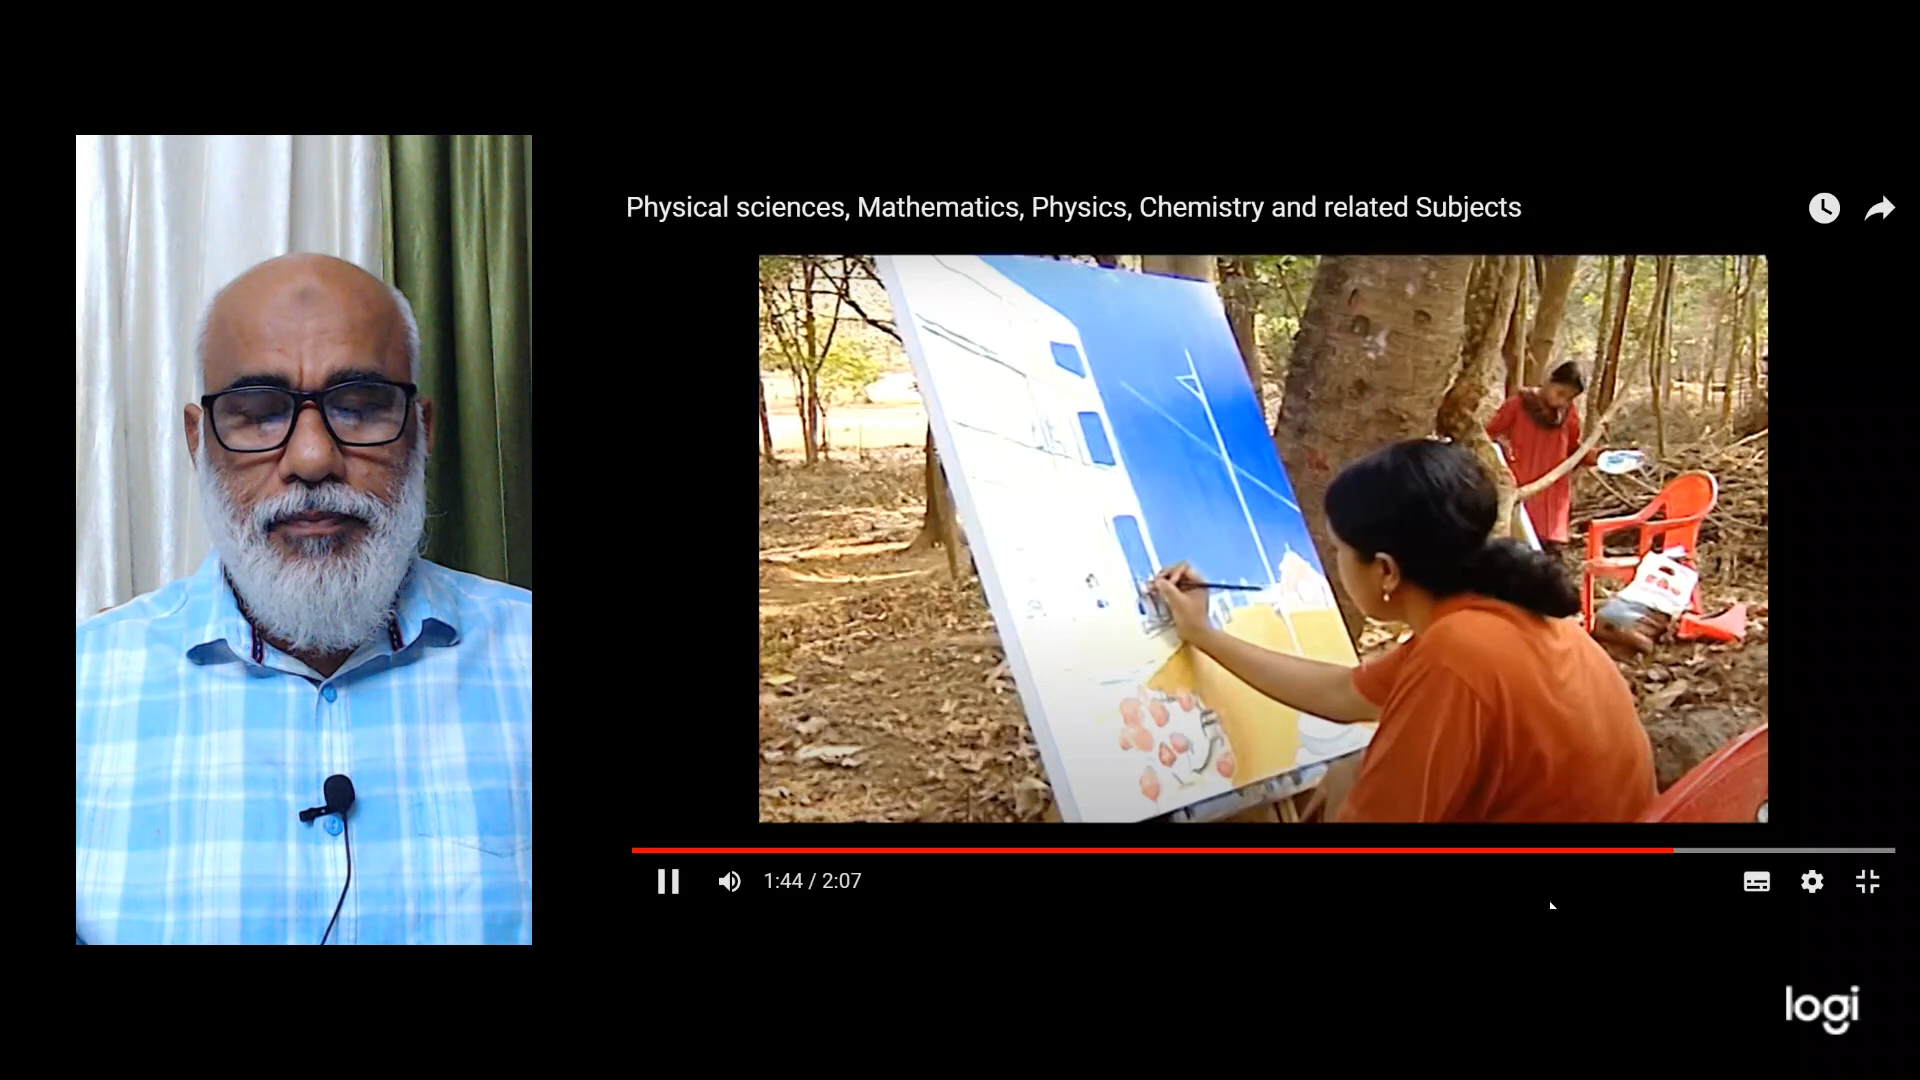 Physical sciences, Mathematics, Physics, Chemistry and related Subjects
1:44 / 2:07
logi